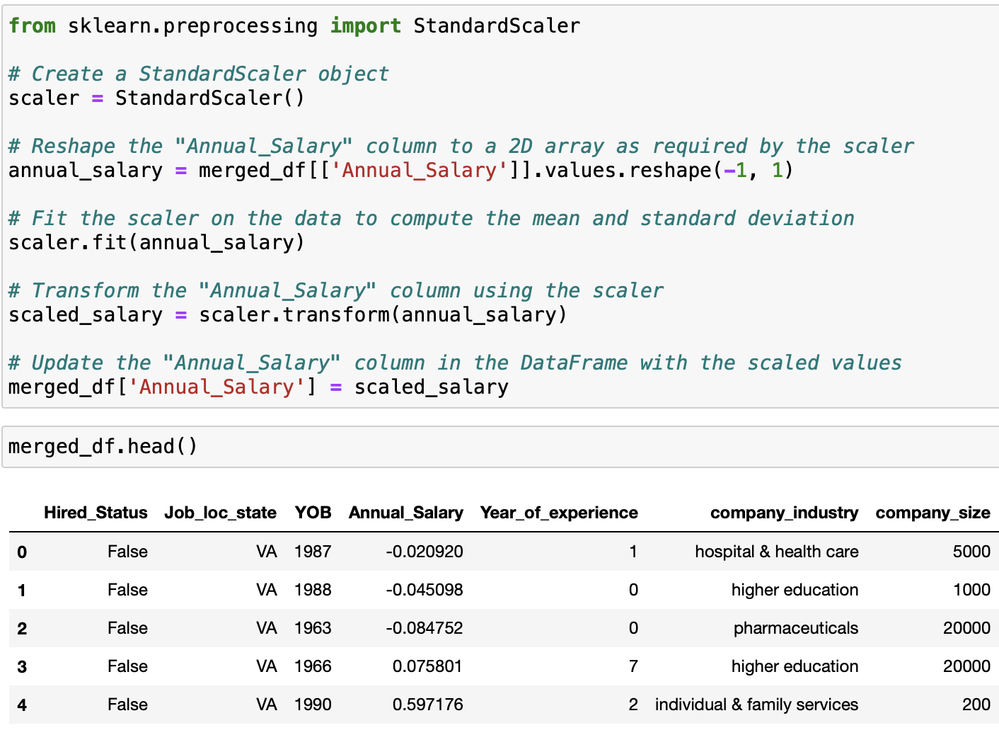 from sklearn.preprocessing import StandardScaler
# Create a StandardScaler object
scaler = StandardScaler()
# Reshape the "Annual_Salary" column to a 2D array as required by the scaler
annual_salary = merged_df[['Annual_Salary']].values.reshape(-1, 1)
# Fit the scaler on the data to compute the mean and standard deviation
scaler.fit(annual_salary)
# Transform the "Annual_Salary" column using the scaler
scaled_salary = scaler.transform(annual_salary)
# Update the "Annual_Salary" column in the DataFrame with the scaled values
merged_df['Annual_Salary'] = scaled_salary
merged_df.head()
Hired_Status Job_loc_state YOB Annual_Salary Year_of_experience company_industry company_size
0 False VA 1987 -0.020920 1 hospital & health care 5000
1 False VA 1988 -0.045098 0 higher education 1000
2 False VA 1963 -0.084752 0 pharmaceuticals 20000
3 False VA 1966 0.075801 7 higher education 20000
4 False VA 1990 0.597176 2 individual & family services 200